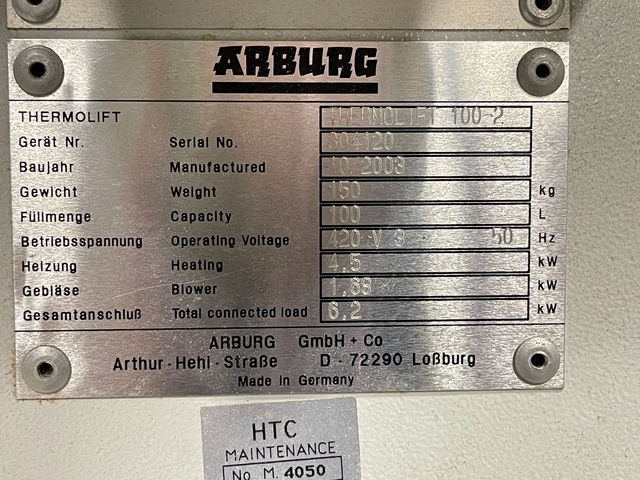 ARBURG
THERMOLIFT THERMOLIFT 100-2
Gerät Nr. Serial No. 804120
Baujahr Manufactured 10/2003
Gewicht Weight 150 kg
Füllmenge Capacity 100 L
Betriebsspannung Operating Voltage 420 V 3 50 Hz
Heizung Heating 4,5 kW
Gebläse Blower 1,68 kW
Gesamtanschluß Total connected load 6,2 kW
ARBURG GmbH + Co
Arthur - Hehl - Straße D - 72290 Loßburg
Made in Germany
HTC
MAINTENANCE
No M. 4050